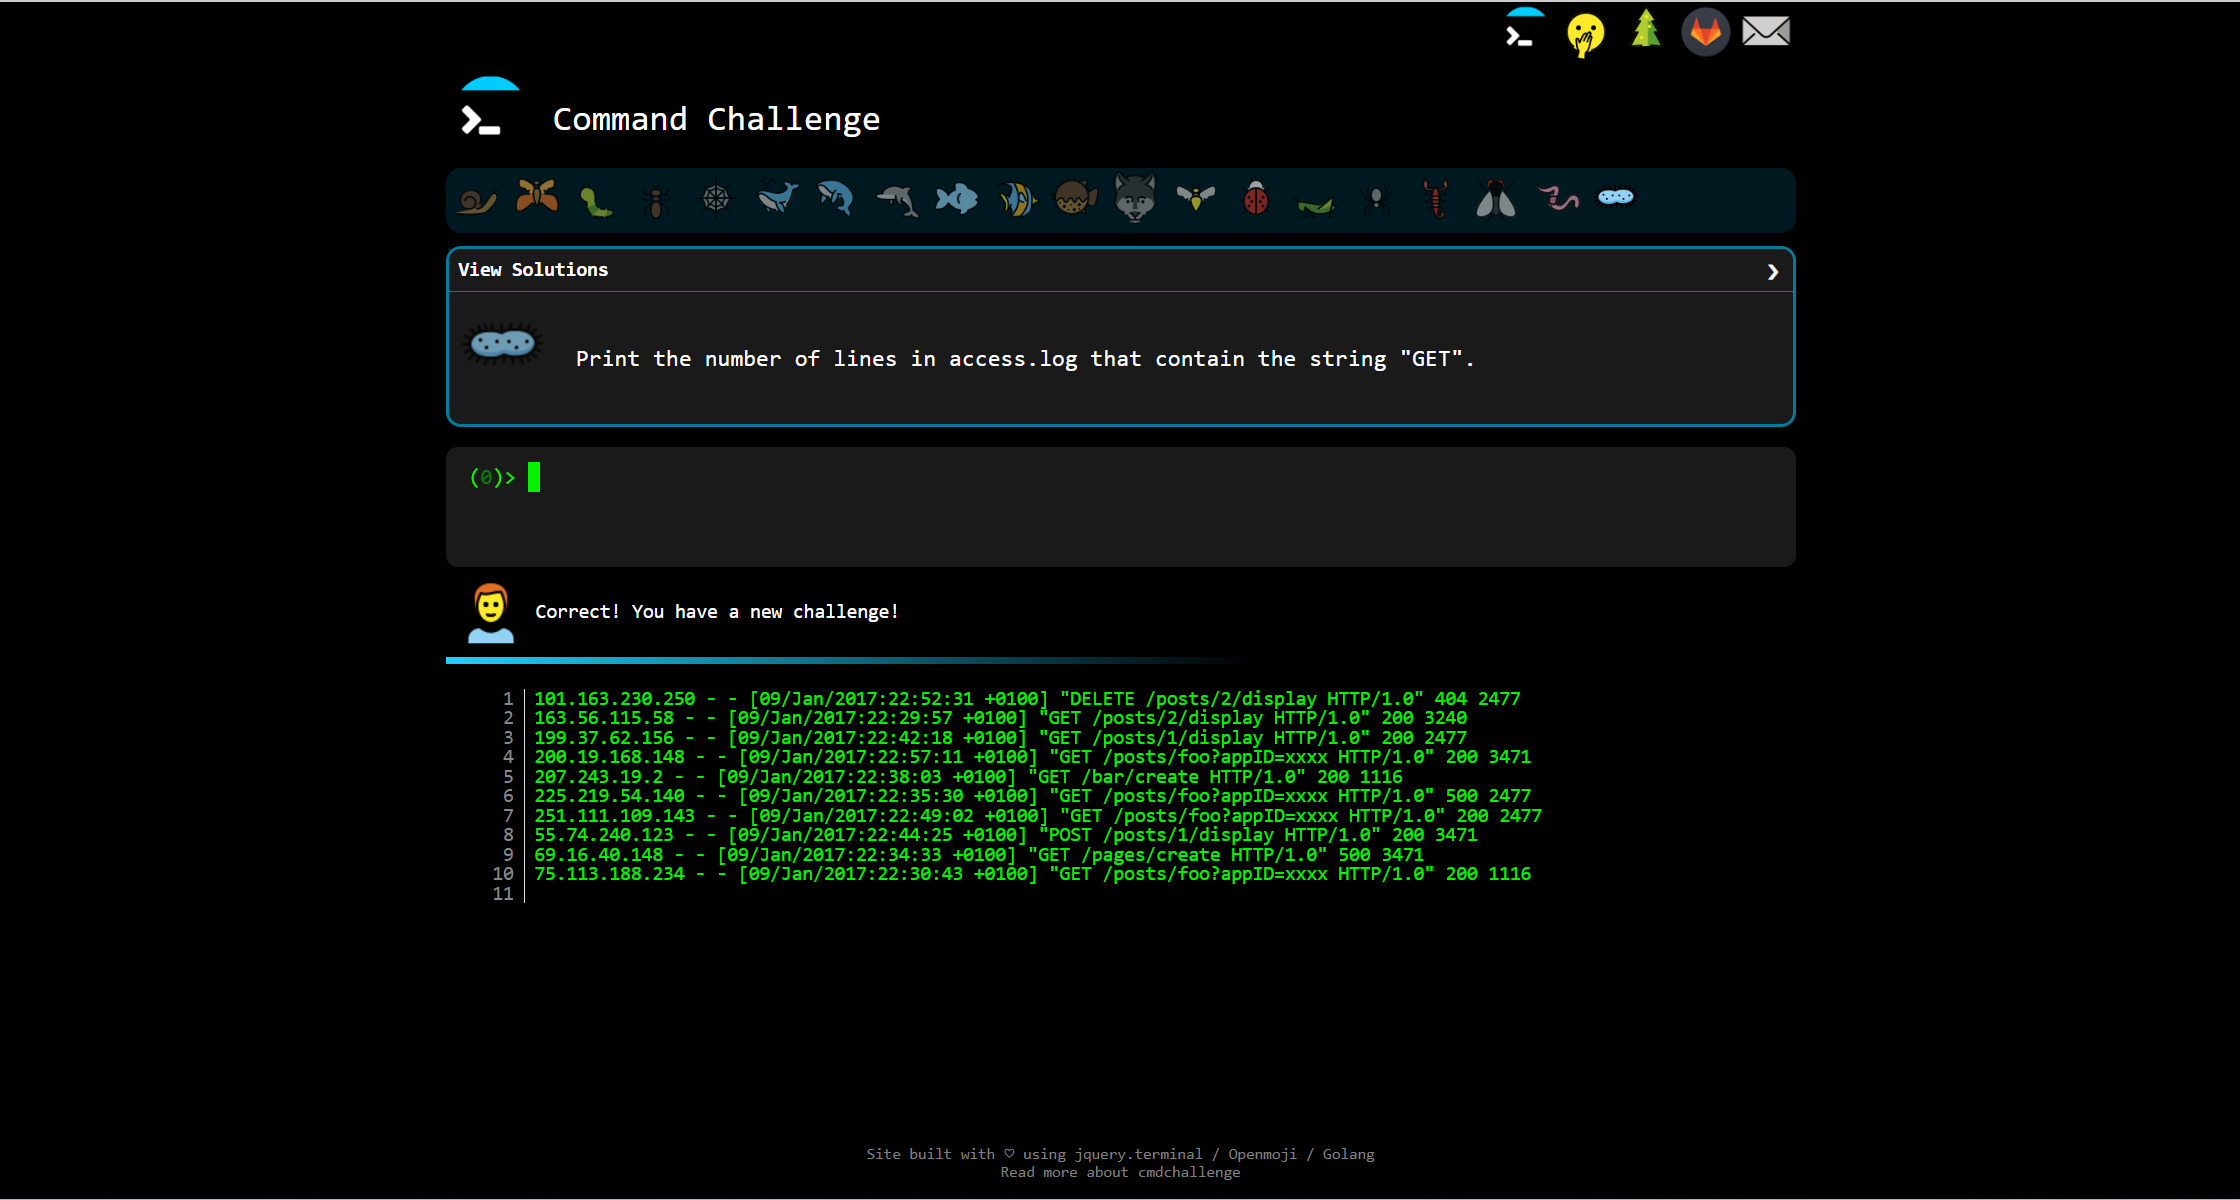 Command Challenge
View Solutions
Print the number of lines in access.log that contain the string "GET".
(0)>
Correct! You have a new challenge!
1 101.163.230.250 - - [09/Jan/2017:22:52:31 +0100] "DELETE /posts/2/display HTTP/1.0" 404 2477
2 163.56.115.58 - - [09/Jan/2017:22:29:57 +0100] "GET /posts/2/display HTTP/1.0" 200 3240
3 199.37.62.156 - - [09/Jan/2017:22:42:18 +0100] "GET /posts/1/display HTTP/1.0" 200 2477
4 200.19.168.148 - - [09/Jan/2017:22:57:11 +0100] "GET /posts/foo?appID=xxxx HTTP/1.0" 200 3471
5 207.243.19.2 - - [09/Jan/2017:22:38:03 +0100] "GET /bar/create HTTP/1.0" 200 1116
6 225.219.54.140 - - [09/Jan/2017:22:35:30 +0100] "GET /posts/foo?appID=xxxx HTTP/1.0" 500 2477
7 251.111.109.143 - - [09/Jan/2017:22:49:02 +0100] "GET /posts/foo?appID=xxxx HTTP/1.0" 200 2477
8 55.74.240.123 - - [09/Jan/2017:22:44:25 +0100] "POST /posts/1/display HTTP/1.0" 200 3471
9 69.16.40.148 - - [09/Jan/2017:22:34:33 +0100] "GET /pages/create HTTP/1.0" 500 3471
10 75.113.188.234 - - [09/Jan/2017:22:30:43 +0100] "GET /posts/foo?appID=xxxx HTTP/1.0" 200 1116
11
Site built with ♡ using jquery.terminal / Openmoji / Golang
Read more about cmdchallenge